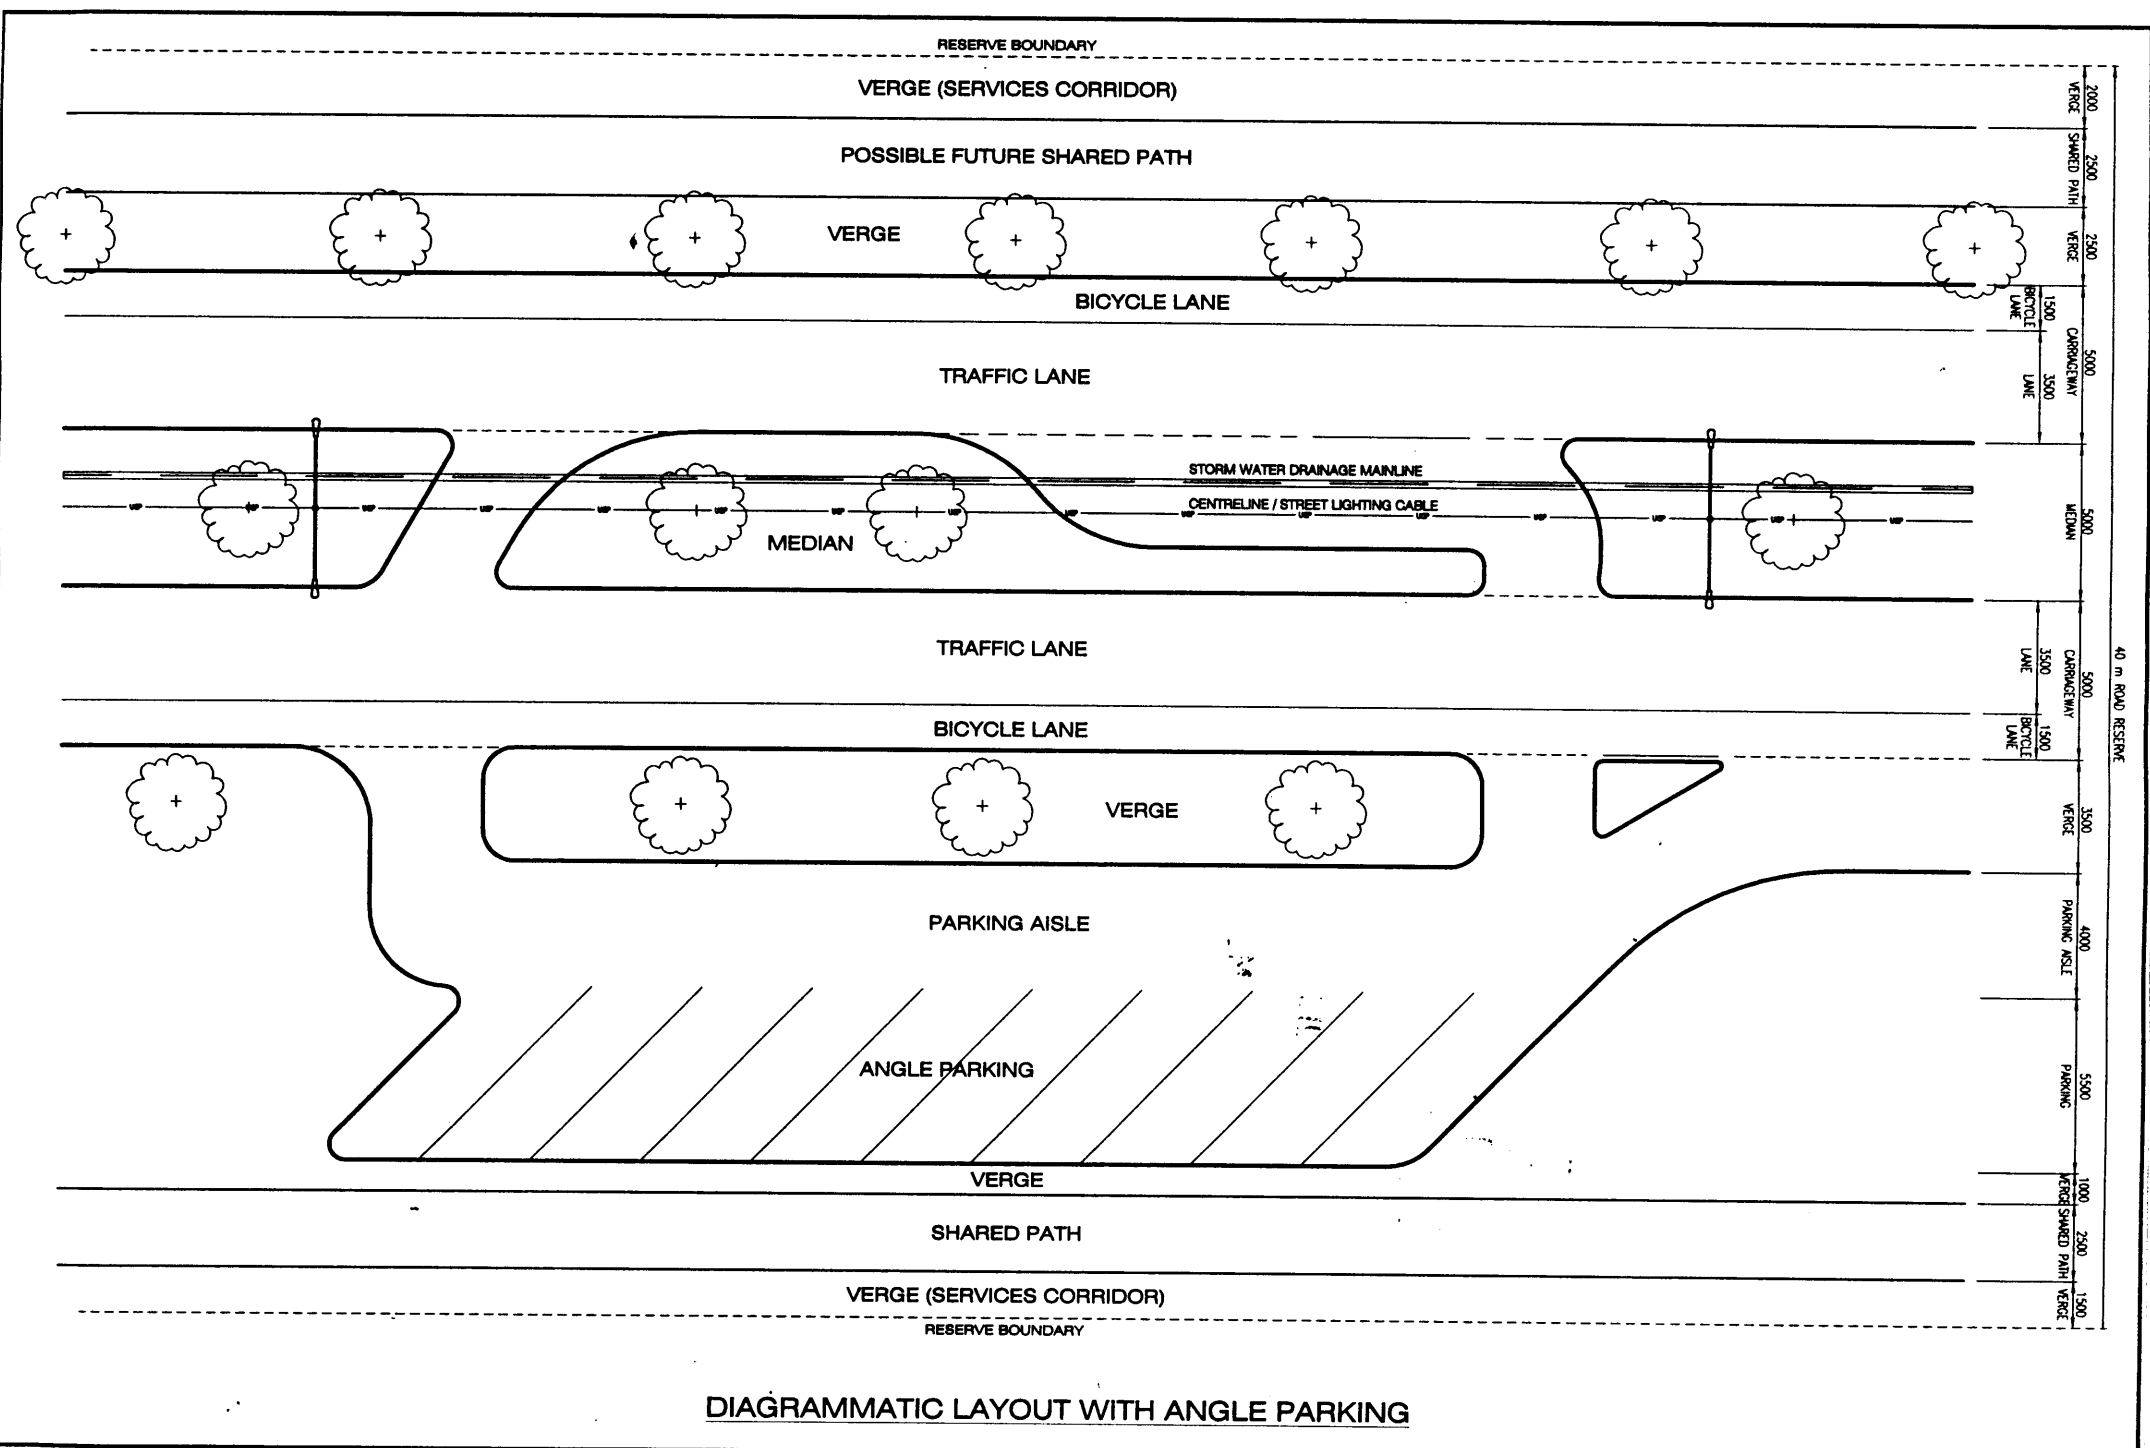 RESERVE BOUNDARY
VERGE (SERVICES CORRIDOR)
POSSIBLE FUTURE SHARED PATH
VERGE
BICYCLE LANE
TRAFFIC LANE
STORM WATER DRAINAGE MAINLINE
CENTRELINE / STREET LIGHTING CABLE
MEDIAN
TRAFFIC LANE
BICYCLE LANE
VERGE
PARKING AISLE
ANGLE PARKING
VERGE
SHARED PATH
VERGE (SERVICES CORRIDOR)
RESERVE BOUNDARY
2000
VERGE
2500
SHARED PATH
2500
VERGE
1500
BICYCLE
LANE
5000
CARRIAGEWAY
3500
LANE
5000
MEDIAN
3500
LANE
5000
CARRIAGEWAY
1500
BICYCLE
LANE
40 m ROAD RESERVE
3500
VERGE
4000
PARKING AISLE
5500
PARKING
1000
VERGE
2500
SHARED PATH
1500
VERGE
DIAGRAMMATIC LAYOUT WITH ANGLE PARKING